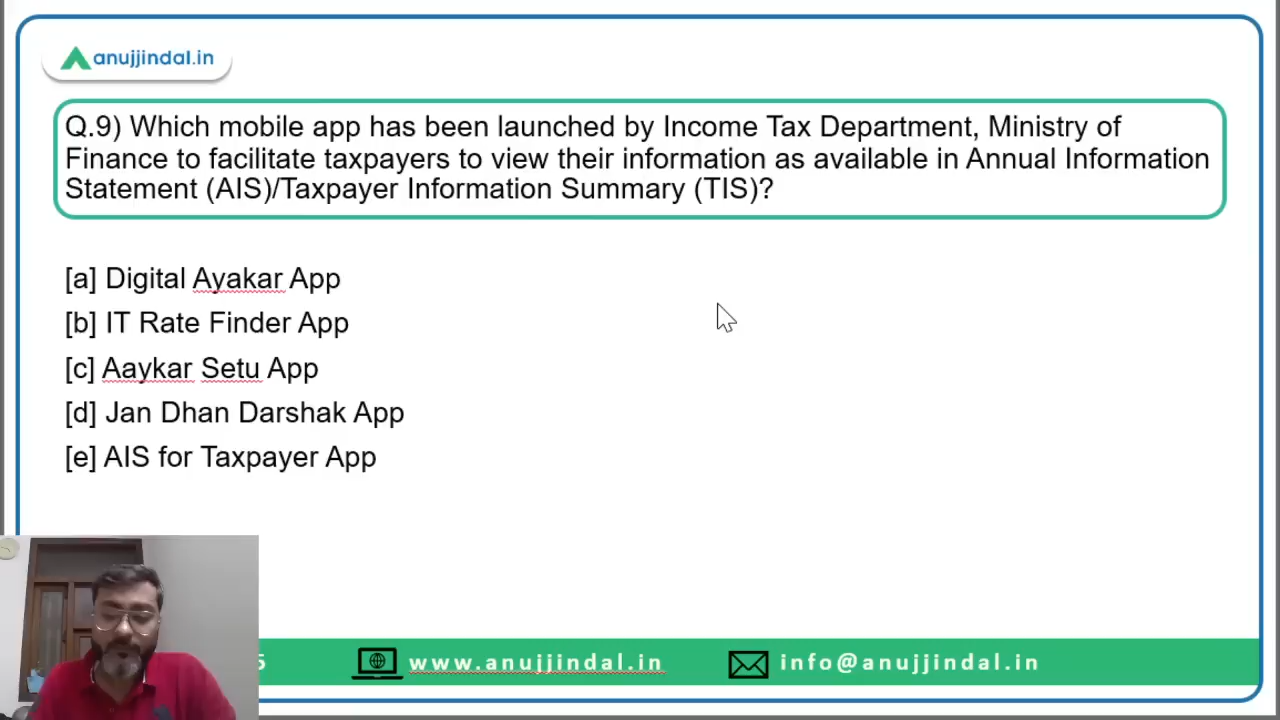 anujjindal.in
Q.9) Which mobile app has been launched by Income Tax Department, Ministry of
Finance to facilitate taxpayers to view their information as available in Annual Information
Statement (AIS)/Taxpayer Information Summary (TIS)?
[a] Digital Ayakar App
[b] IT Rate Finder App
[c] Aaykar Setu App
[d] Jan Dhan Darshak App
[e] AIS for Taxpayer App
www.anujjindal.in
info@anujjindal.in